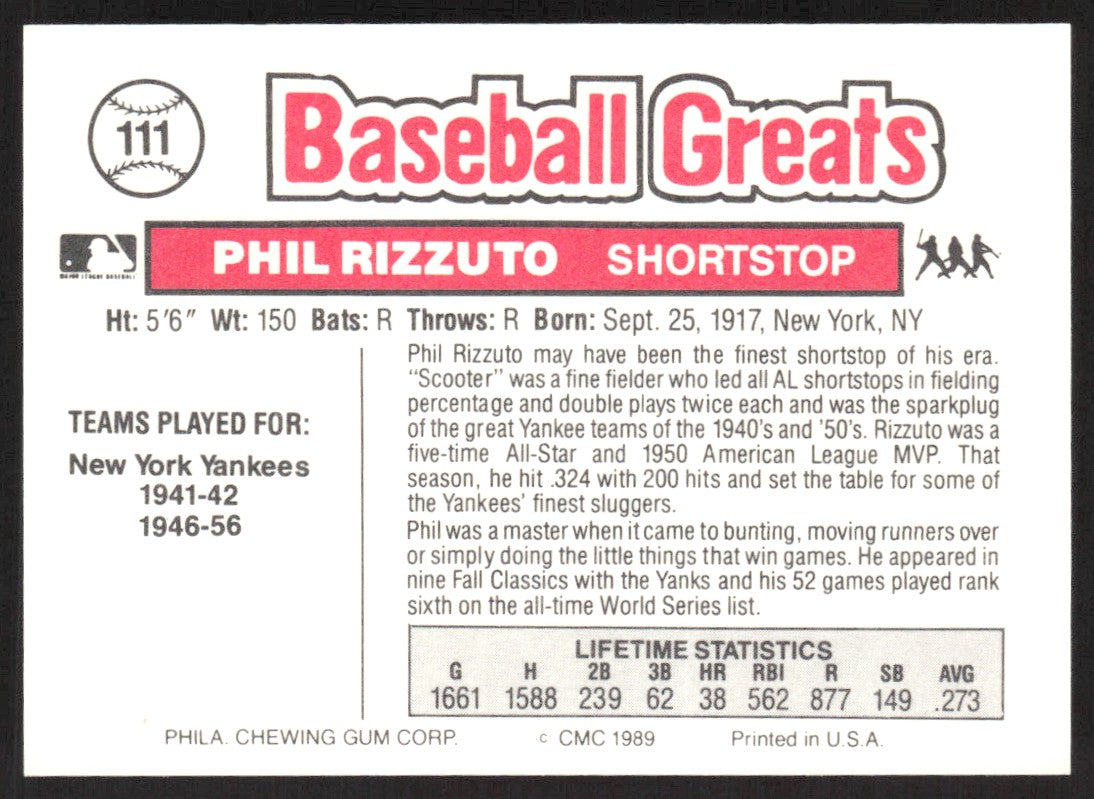 111
Baseball Greats
MAJOR LEAGUE BASEBALL
PHIL RIZZUTO SHORTSTOP
Ht: 5'6" Wt: 150 Bats: R Throws: R Born: Sept. 25, 1917, New York, NY
TEAMS PLAYED FOR:
New York Yankees
1941-42
1946-56
Phil Rizzuto may have been the finest shortstop of his era.
“Scooter” was a fine fielder who led all AL shortstops in fielding
percentage and double plays twice each and was the sparkplug
of the great Yankee teams of the 1940's and '50's. Rizzuto was a
five-time All-Star and 1950 American League MVP. That
season, he hit .324 with 200 hits and set the table for some of
the Yankees' finest sluggers.
Phil was a master when it came to bunting, moving runners over
or simply doing the little things that win games. He appeared in
nine Fall Classics with the Yanks and his 52 games played rank
sixth on the all-time World Series list.
LIFETIME STATISTICS
G H 2B 3B HR RBI R SB AVG
1661 1588 239 62 38 562 877 149 .273
PHILA. CHEWING GUM CORP. c CMC 1989 Printed in U.S.A.